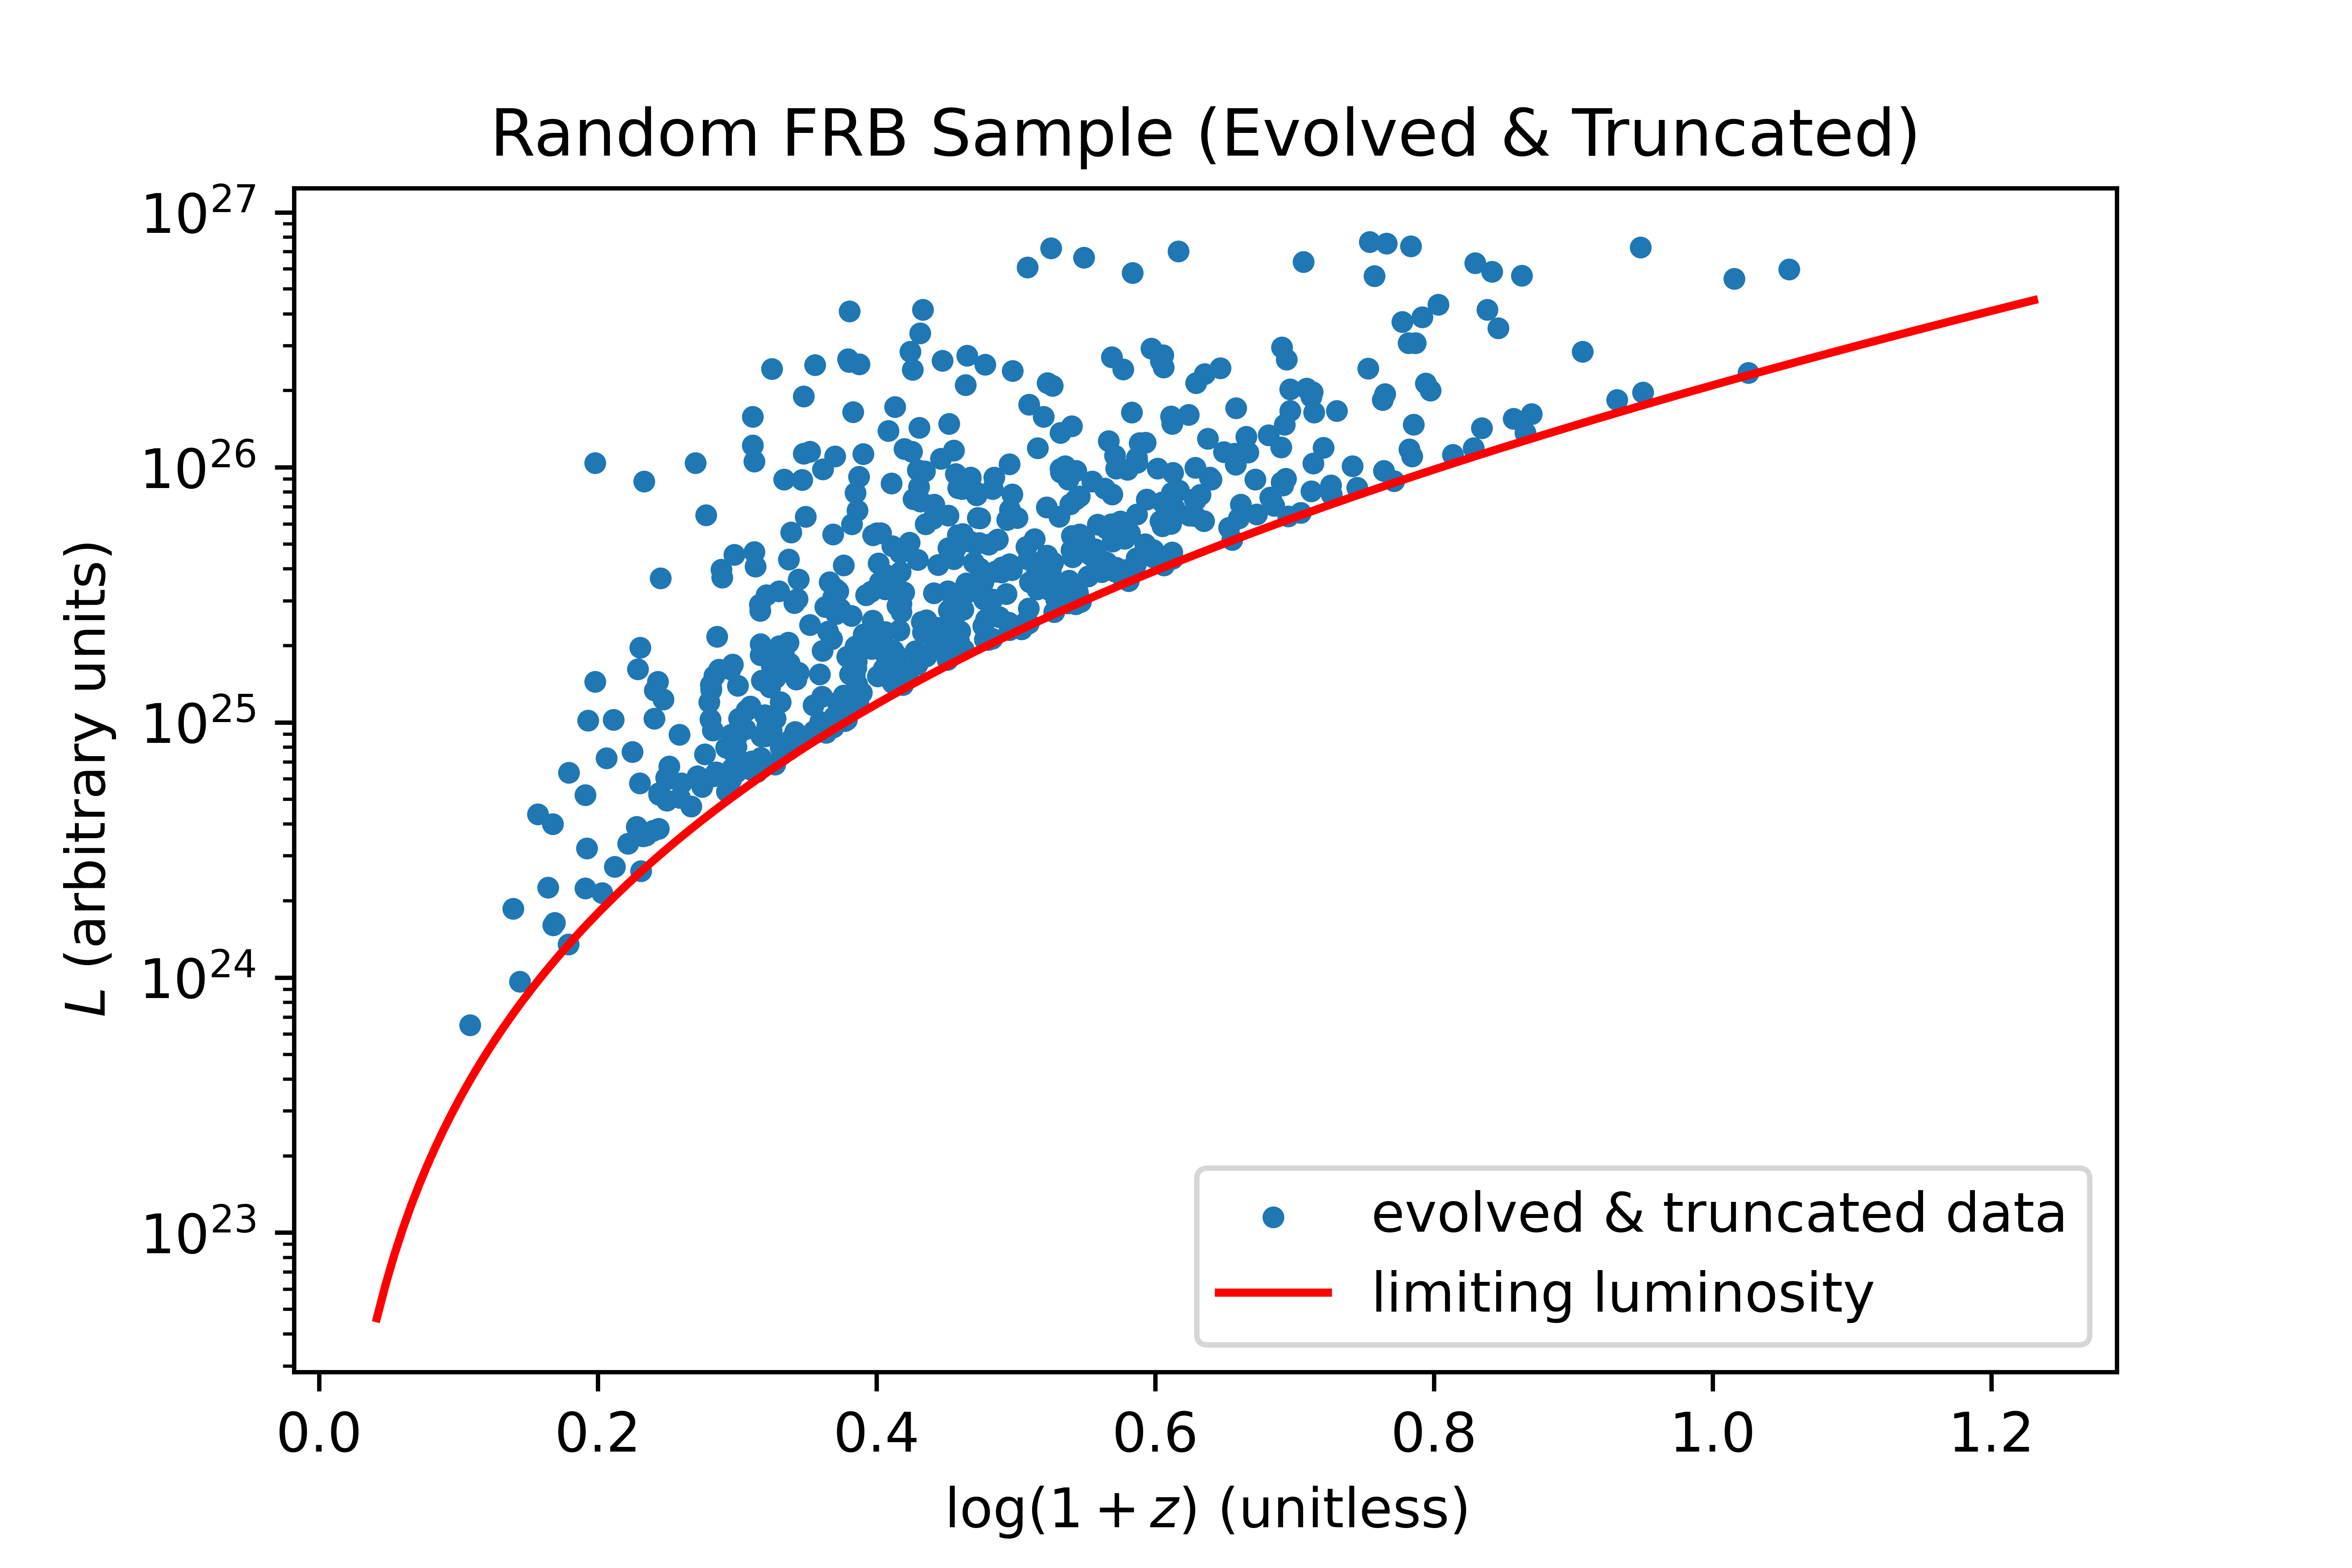 Random FRB Sample (Evolved & Truncated)
10^27
10^26
10^25
10^24
10^23
L (arbitrary units)
evolved & truncated data
limiting luminosity
0.0 0.2 0.4 0.6 0.8 1.0 1.2
log(1 + z) (unitless)